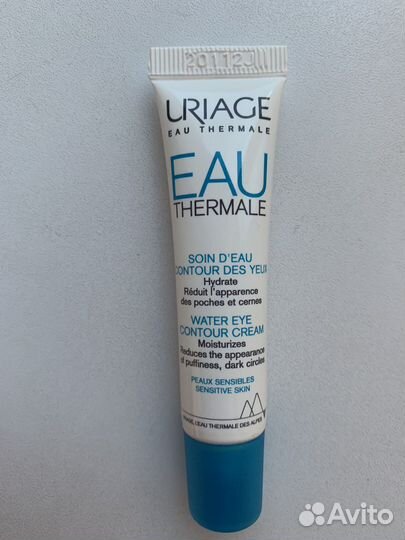 20112J
URIAGE
EAU THERMALE
EAU
THERMALE
SOIN D'EAU
CONTOUR DES YEUX
Hydrate
Réduit l'apparence
des poches et cernes
WATER EYE
CONTOUR CREAM
Moisturizes
Reduces the appearance
of puffiness, dark circles
PEAUX SENSIBLES
SENSITIVE SKIN
URIAGE, L'EAU THERMALE DES ALPES
Avito